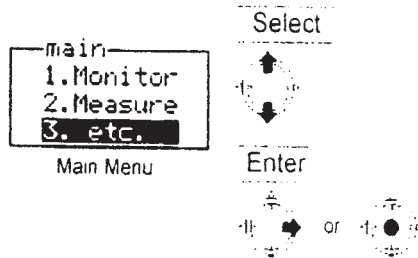 Select
main
1.Monitor
2.Measure
3. etc.
Main Menu
Enter
or